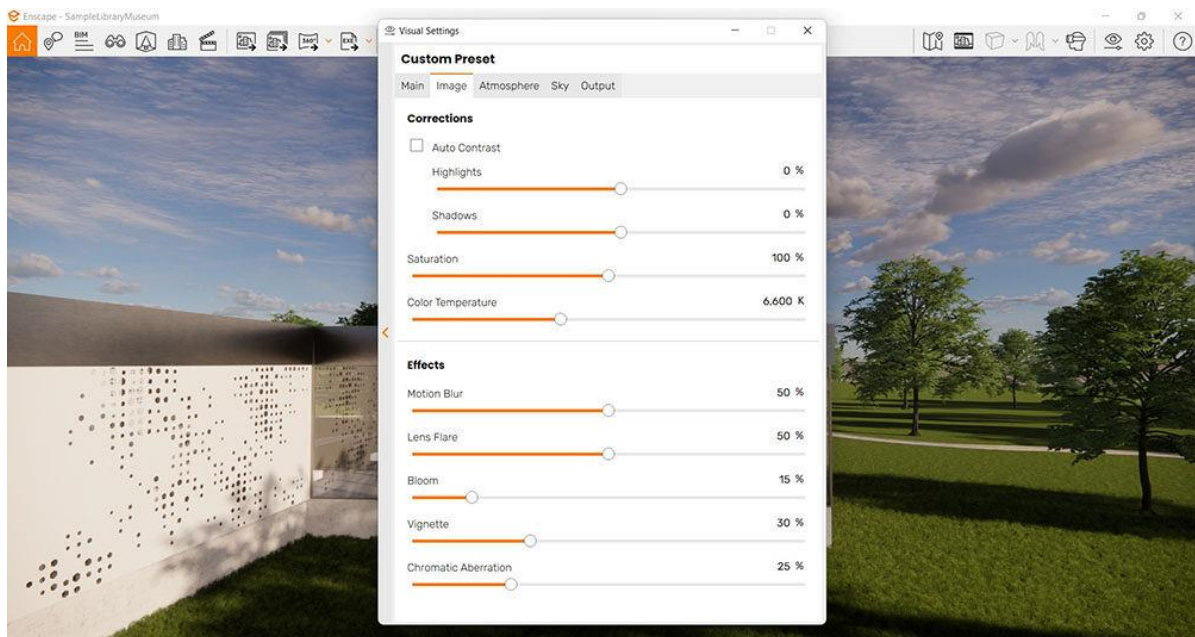 Enscape - SampleLibraryMuseum
BIM
360°
EXE
Visual Settings
Custom Preset
Main Image Atmosphere Sky Output
Corrections
Auto Contrast
Highlights 0 %
Shadows 0 %
Saturation 100 %
Color Temperature 6.600 K
Effects
Motion Blur 50 %
Lens Flare 50 %
Bloom 15 %
Vignette 30 %
Chromatic Aberration 25 %